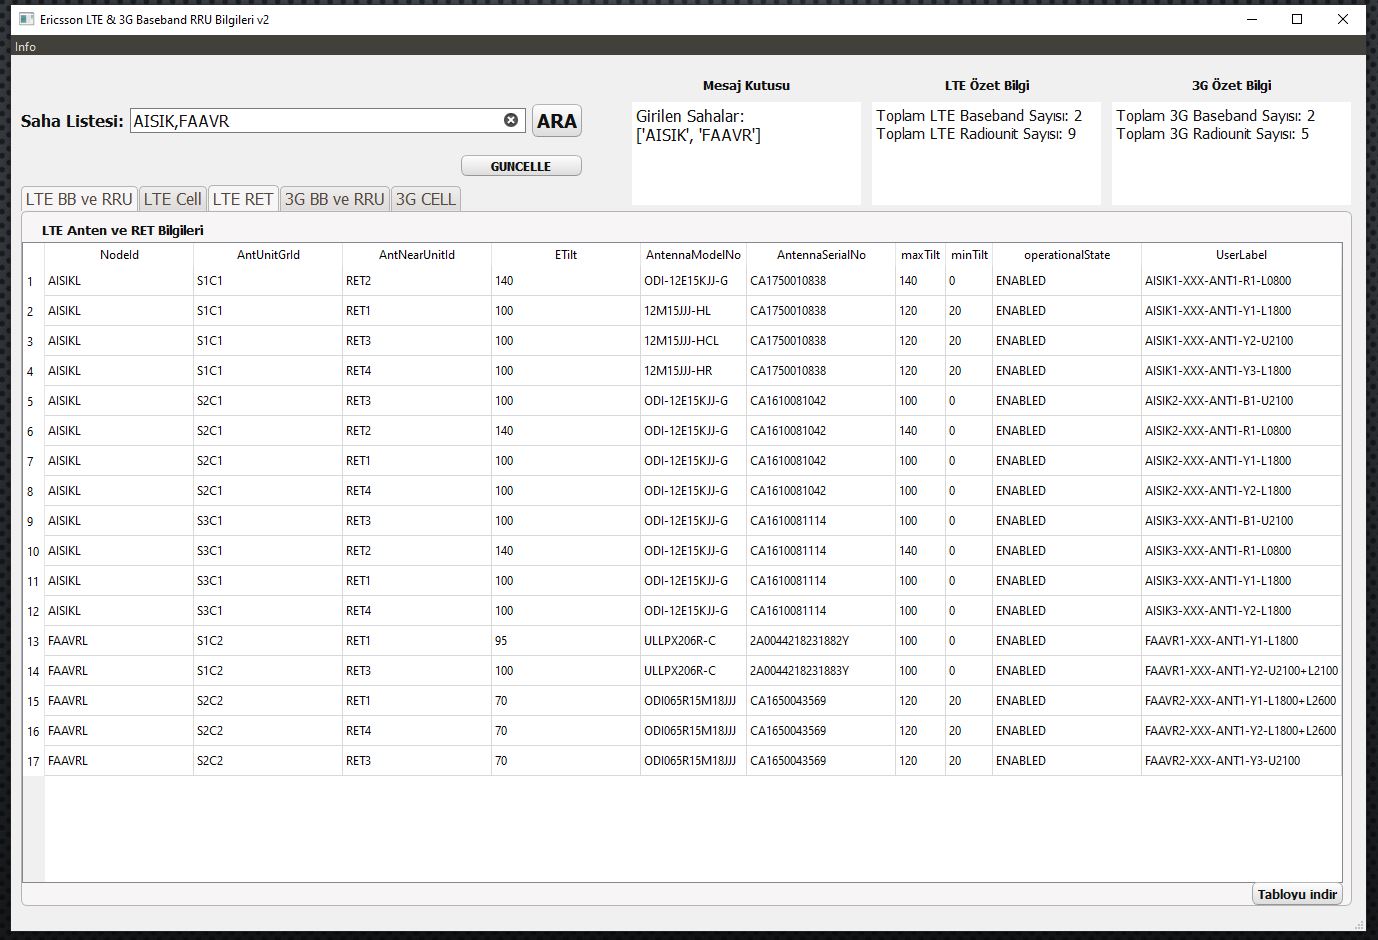 Ericsson LTE & 3G Baseband RRU Bilgileri v2
Info
Saha Listesi: AISIK,FAAVR ARA
GUNCELLE
Mesaj Kutusu
Girilen Sahalar:
['AISIK', 'FAAVR']
LTE Özet Bilgi
Toplam LTE Baseband Sayısı: 2
Toplam LTE Radiounit Sayısı: 9
3G Özet Bilgi
Toplam 3G Baseband Sayısı: 2
Toplam 3G Radiounit Sayısı: 5
LTE BB ve RRU LTE Cell LTE RET 3G BB ve RRU 3G CELL
LTE Anten ve RET Bilgileri
NodeId AntUnitGrId AntNearUnitId ETilt AntennaModelNo AntennaSerialNo maxTilt minTilt operationalState UserLabel
1 AISIKL S1C1 RET2 140 ODI-12E15KJJ-G CA1750010838 140 0 ENABLED AISIK1-XXX-ANT1-R1-L0800
2 AISIKL S1C1 RET1 100 12M15JJJ-HL CA1750010838 120 20 ENABLED AISIK1-XXX-ANT1-Y1-L1800
3 AISIKL S1C1 RET3 100 12M15JJJ-HCL CA1750010838 120 20 ENABLED AISIK1-XXX-ANT1-Y2-U2100
4 AISIKL S1C1 RET4 100 12M15JJJ-HR CA1750010838 120 20 ENABLED AISIK1-XXX-ANT1-Y3-L1800
5 AISIKL S2C1 RET3 100 ODI-12E15KJJ-G CA1610081042 100 0 ENABLED AISIK2-XXX-ANT1-B1-U2100
6 AISIKL S2C1 RET2 140 ODI-12E15KJJ-G CA1610081042 140 0 ENABLED AISIK2-XXX-ANT1-R1-L0800
7 AISIKL S2C1 RET1 100 ODI-12E15KJJ-G CA1610081042 100 0 ENABLED AISIK2-XXX-ANT1-Y1-L1800
8 AISIKL S2C1 RET4 100 ODI-12E15KJJ-G CA1610081042 100 0 ENABLED AISIK2-XXX-ANT1-Y2-L1800
9 AISIKL S3C1 RET3 100 ODI-12E15KJJ-G CA1610081114 100 0 ENABLED AISIK3-XXX-ANT1-B1-U2100
10 AISIKL S3C1 RET2 140 ODI-12E15KJJ-G CA1610081114 140 0 ENABLED AISIK3-XXX-ANT1-R1-L0800
11 AISIKL S3C1 RET1 100 ODI-12E15KJJ-G CA1610081114 100 0 ENABLED AISIK3-XXX-ANT1-Y1-L1800
12 AISIKL S3C1 RET4 100 ODI-12E15KJJ-G CA1610081114 100 0 ENABLED AISIK3-XXX-ANT1-Y2-L1800
13 FAAVRL S1C2 RET1 95 ULLPX206R-C 2A0044218231882Y 100 0 ENABLED FAAVR1-XXX-ANT1-Y1-L1800
14 FAAVRL S1C2 RET3 100 ULLPX206R-C 2A0044218231883Y 100 0 ENABLED FAAVR1-XXX-ANT1-Y2-U2100+L2100
15 FAAVRL S2C2 RET1 70 ODI065R15M18JJJ CA1650043569 120 20 ENABLED FAAVR2-XXX-ANT1-Y1-L1800+L2600
16 FAAVRL S2C2 RET4 70 ODI065R15M18JJJ CA1650043569 120 20 ENABLED FAAVR2-XXX-ANT1-Y2-L1800+L2600
17 FAAVRL S2C2 RET3 70 ODI065R15M18JJJ CA1650043569 120 20 ENABLED FAAVR2-XXX-ANT1-Y3-U2100
Tabloyu indir